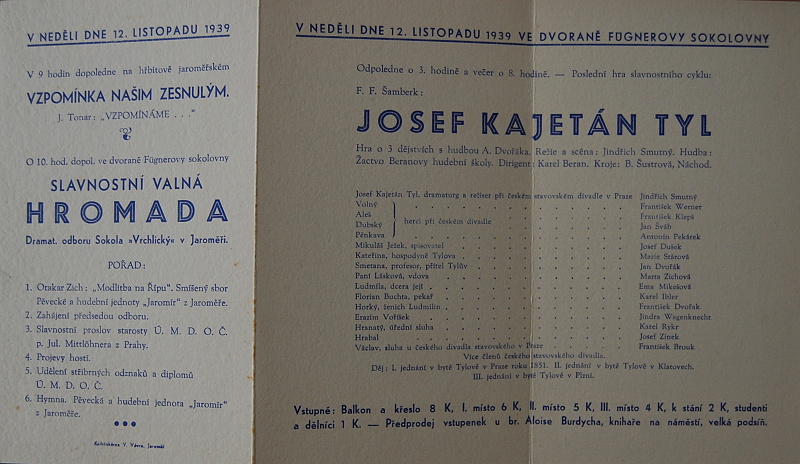 V NEDĚLI DNE 12. LISTOPADU 1939
V 9 hodin dopoledne na hřbitově jaroměřském
VZPOMÍNKA NAŠIM ZESNULÝM.
J. Tonar: „VZPOMÍNÁME . . .“
O 10. hod. dopol. ve dvoraně Fügnerovy sokolovny
SLAVNOSTNÍ VALNÁ
HROMADA
Dramat. odboru Sokola »Vrchlický« v Jaroměři.
POŘAD:
1. Otakar Zich: „Modlitba na Řípu“. Smíšený sbor
Pěvecké a hudební jednoty „Jaromír“ z Jaroměře.
2. Zahájení předsedou odboru.
3. Slavnostní proslov starosty Ú. M. D. O. Č.
p. Jul. Mittlöhnera z Prahy.
4. Projevy hostí.
5. Udělení stříbrných odznaků a diplomů
Ú. M. D. O. Č.
6. Hymna. Pěvecká a hudební jednota „Jaromír“
z Jaroměře.
Knihtiskárna V. Vávra, Jaroměř
V NEDĚLI DNE 12. LISTOPADU 1939 VE DVORANĚ FÜGNEROVY SOKOLOVNY
Odpoledne o 3. hodině a večer o 8. hodině. — Poslední hra slavnostního cyklu:
F. F. Šamberk:
JOSEF KAJETÁN TYL
Hra o 3 dějstvích s hudbou A. Dvořáka. Režie a scéna: Jindřich Smutný. Hudba:
Žactvo Beranovy hudební školy. Dirigent: Karel Beran. Kroje: B. Šustrová, Náchod.
Josef Kajetán Tyl, dramaturg a režisér při českém stavovském divadle v Praze Jindřich Smutný
Volný . . . František Werner
Aleš . . . František Klepš
Dubský } herci při českém divadle . . . Jan Šváb
Pěnkava . . . Antonín Pekárek
Mikuláš Ježek, spisovatel . . . Josef Dušek
Kateřina, hospodyně Tylova . . . Marie Stárová
Smetana, profesor, přítel Tylův . . . Jan Dvořák
Paní Lísková, vdova . . . Marta Zichová
Ludmila, dcera její . . . Ema Mikešová
Florian Buchta, pekař . . . Karel Ibler
Horký, ženich Ludmilin . . . František Dvořák
Erazim Voříšek . . . Jindra Wagenknecht
Hrnatý, úřední sluha . . . Karel Rykr
Hrabal . . . Josef Zinek
Václav, sluha u českého divadla stavovského v Praze . . . František Brouk
Více členů českého stavovského divadla.
Děj: I. jednání v bytě Tylově v Praze roku 1851. II. jednání v bytě Tylově v Klatovech.
III. jednání v bytě Tylově v Plzni.
Vstupné: Balkon a křeslo 8 K, I. místo 6 K, II. místo 5 K, III. místo 4 K, k stání 2 K, studenti
a dělníci 1 K. — Předprodej vstupenek u br. Aloise Burdycha, knihaře na náměstí, velká podsíň.